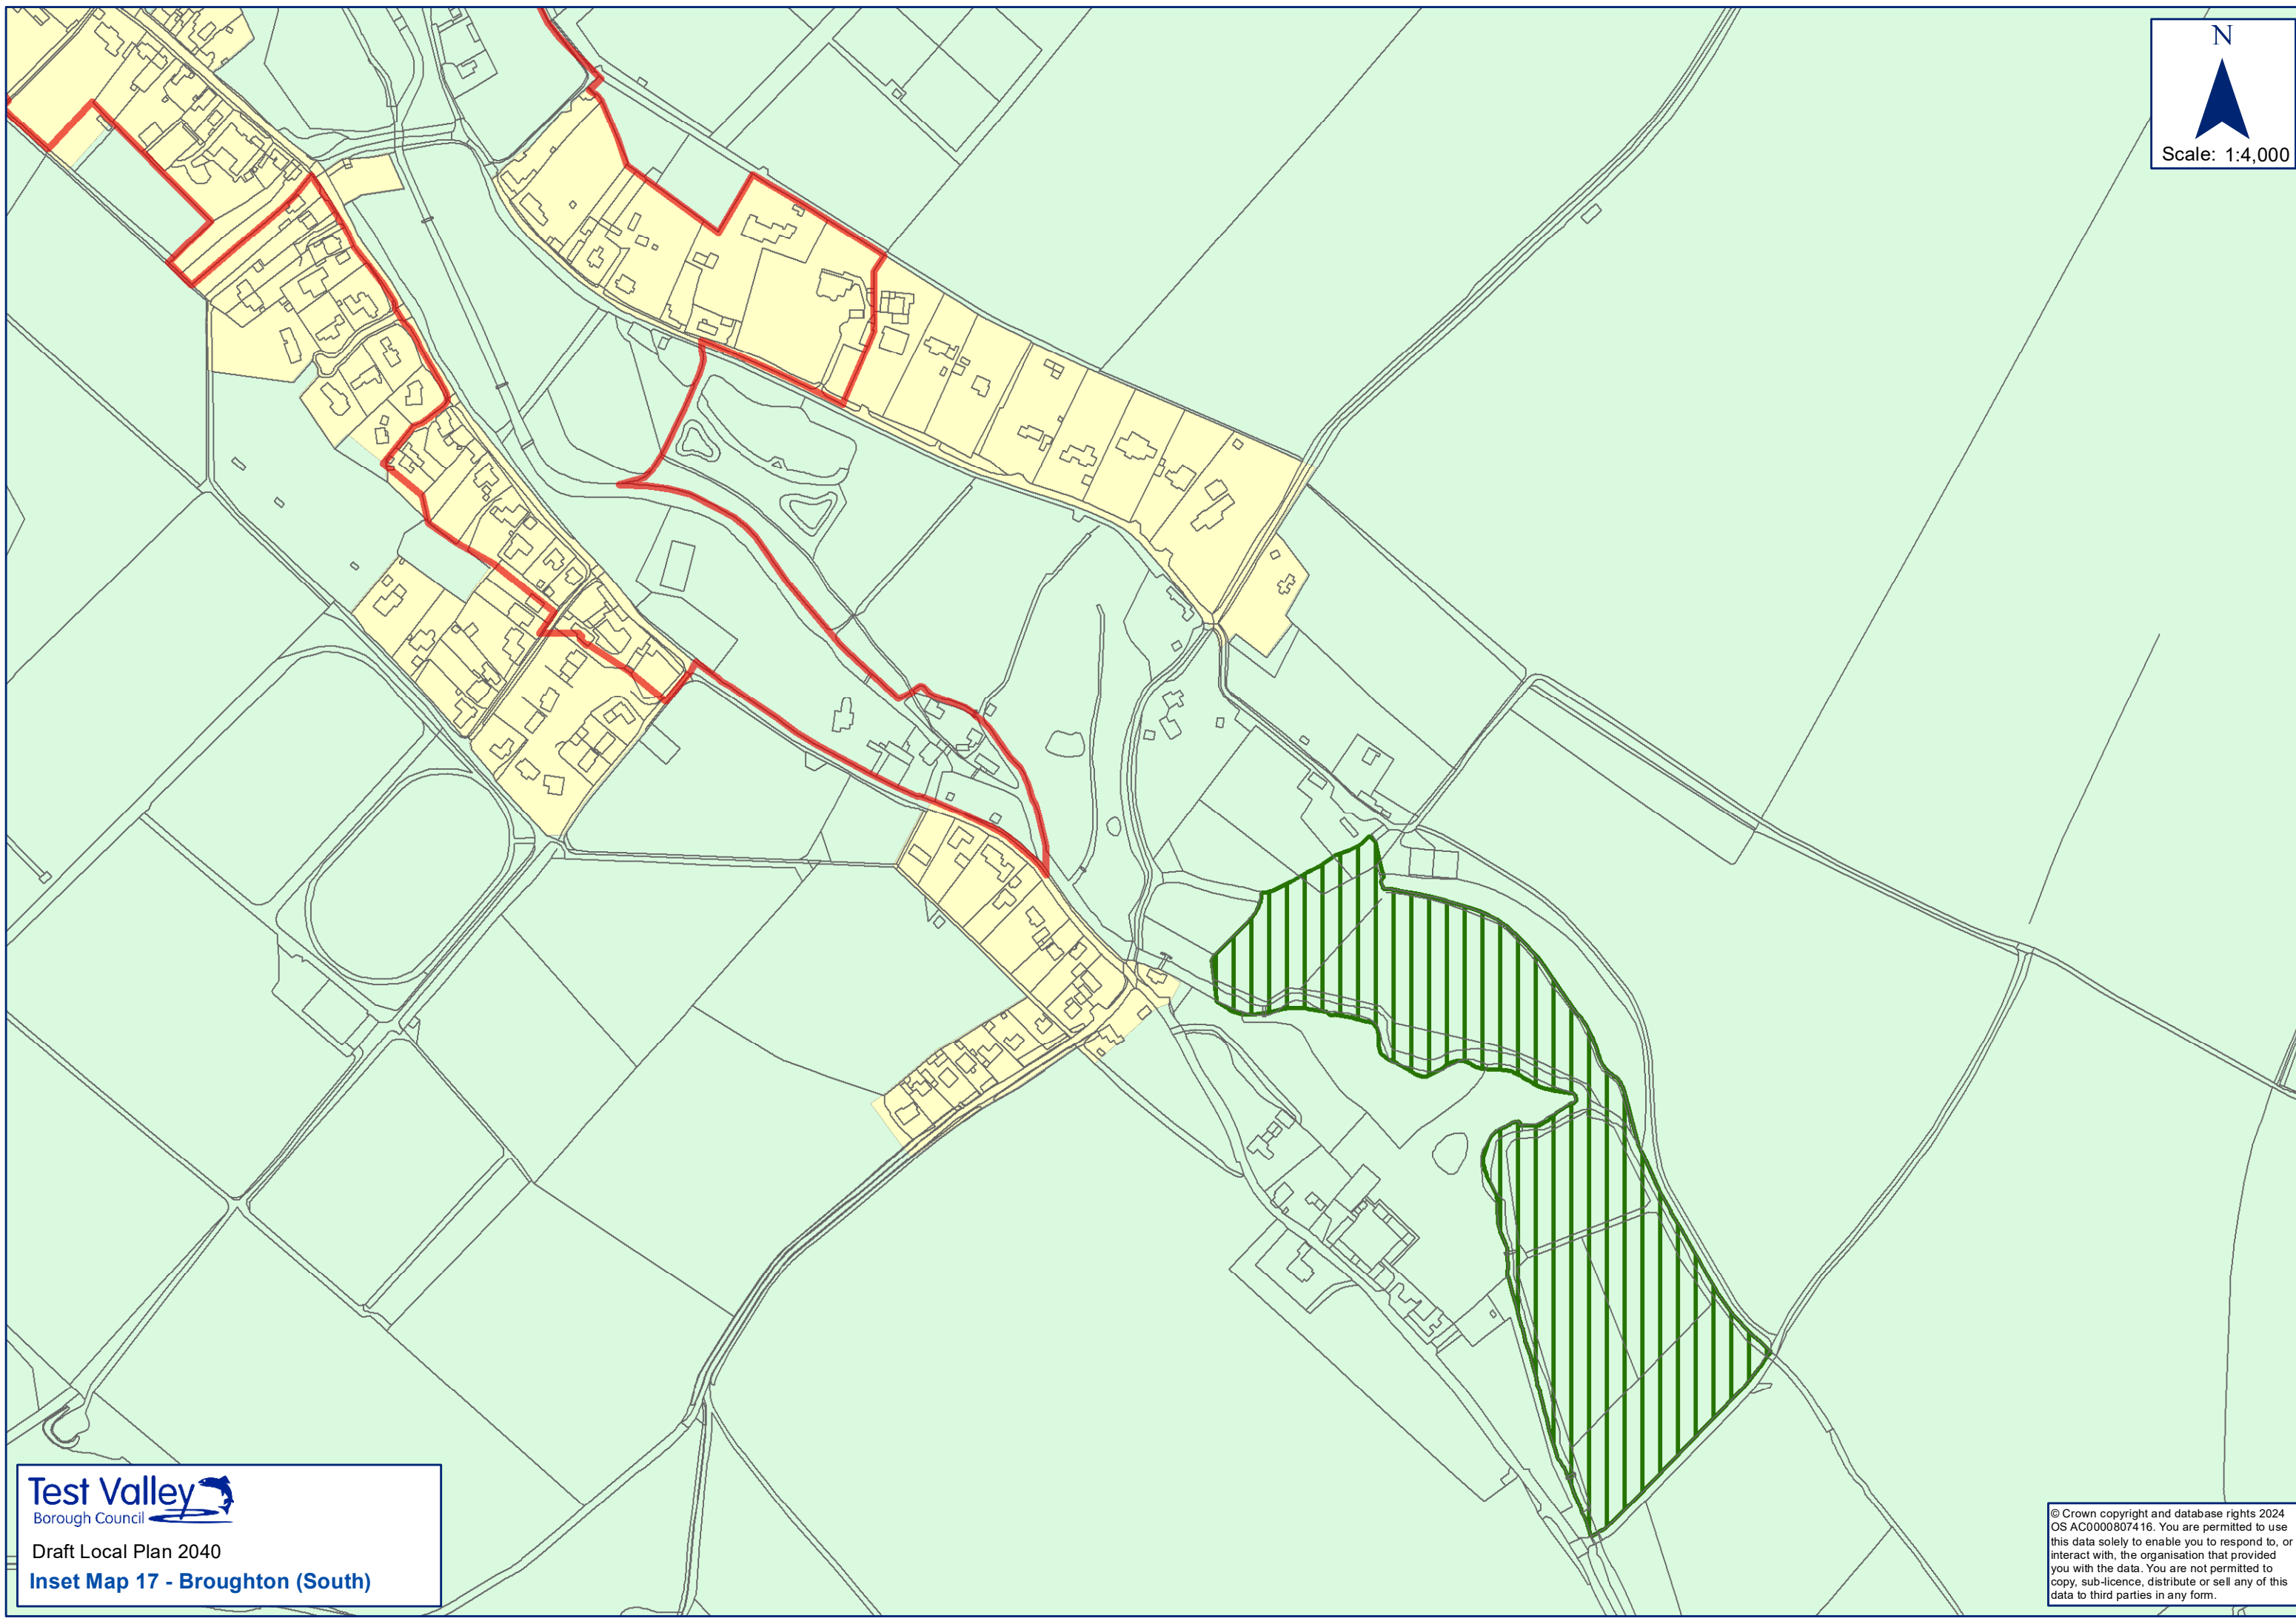 N
Scale: 1:4,000
Test Valley
Borough Council
Draft Local Plan 2040
Inset Map 17 - Broughton (South)
© Crown copyright and database rights 2024
OS AC0000807416. You are permitted to use
this data solely to enable you to respond to, or
interact with, the organisation that provided
you with the data. You are not permitted to
copy, sub-licence, distribute or sell any of this
data to third parties in any form.